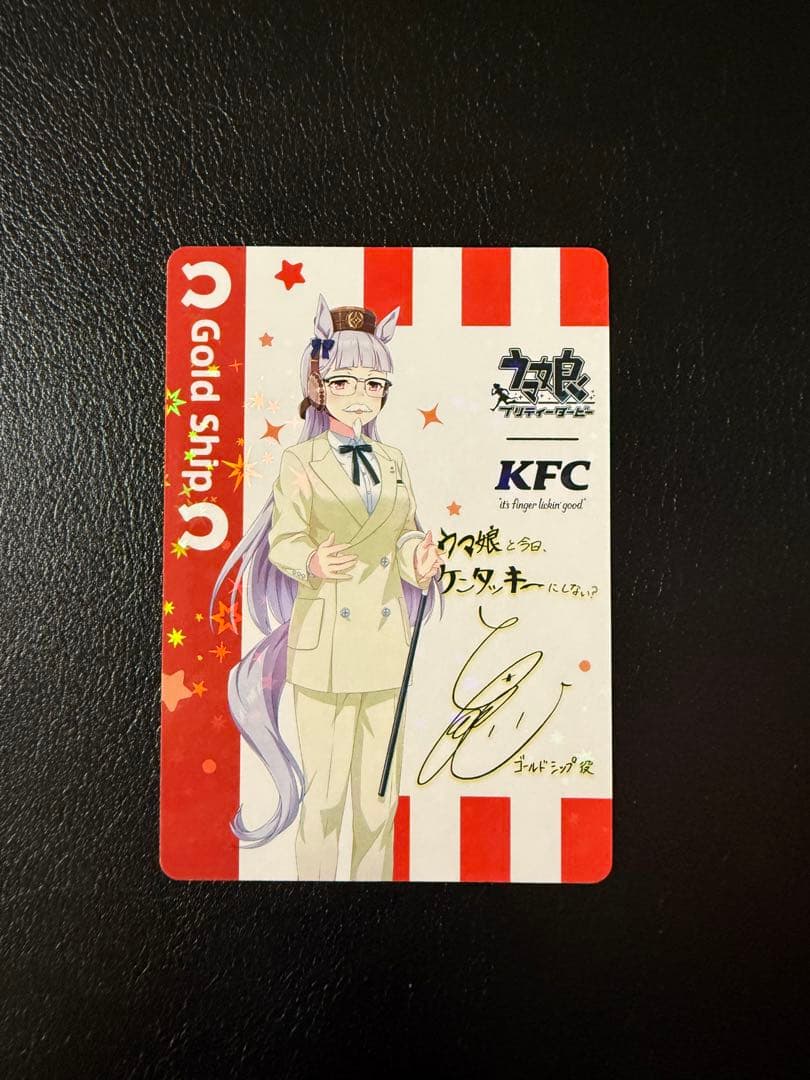 Gold Ship
ウマ娘
プリティーダービー
KFC
"it's finger lickin' good"
ウマ娘と今日、
ケンタッキーにしない?
ゴールドシップ役